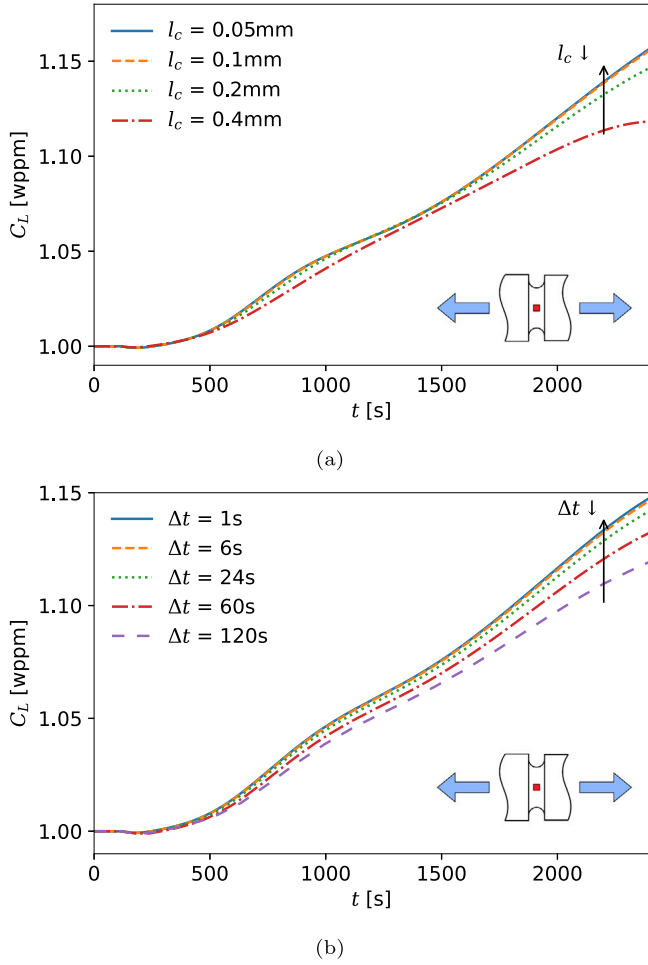 1.15
1.10
1.05
1.00
C_L [wppm]
l_c = 0.05mm
l_c = 0.1mm
l_c = 0.2mm
l_c = 0.4mm
l_c ↓
0 500 1000 1500 2000
t [s]
(a)
1.15
1.10
1.05
1.00
C_L [wppm]
Δt = 1s
Δt = 6s
Δt = 24s
Δt = 60s
Δt = 120s
Δt ↓
0 500 1000 1500 2000
t [s]
(b)